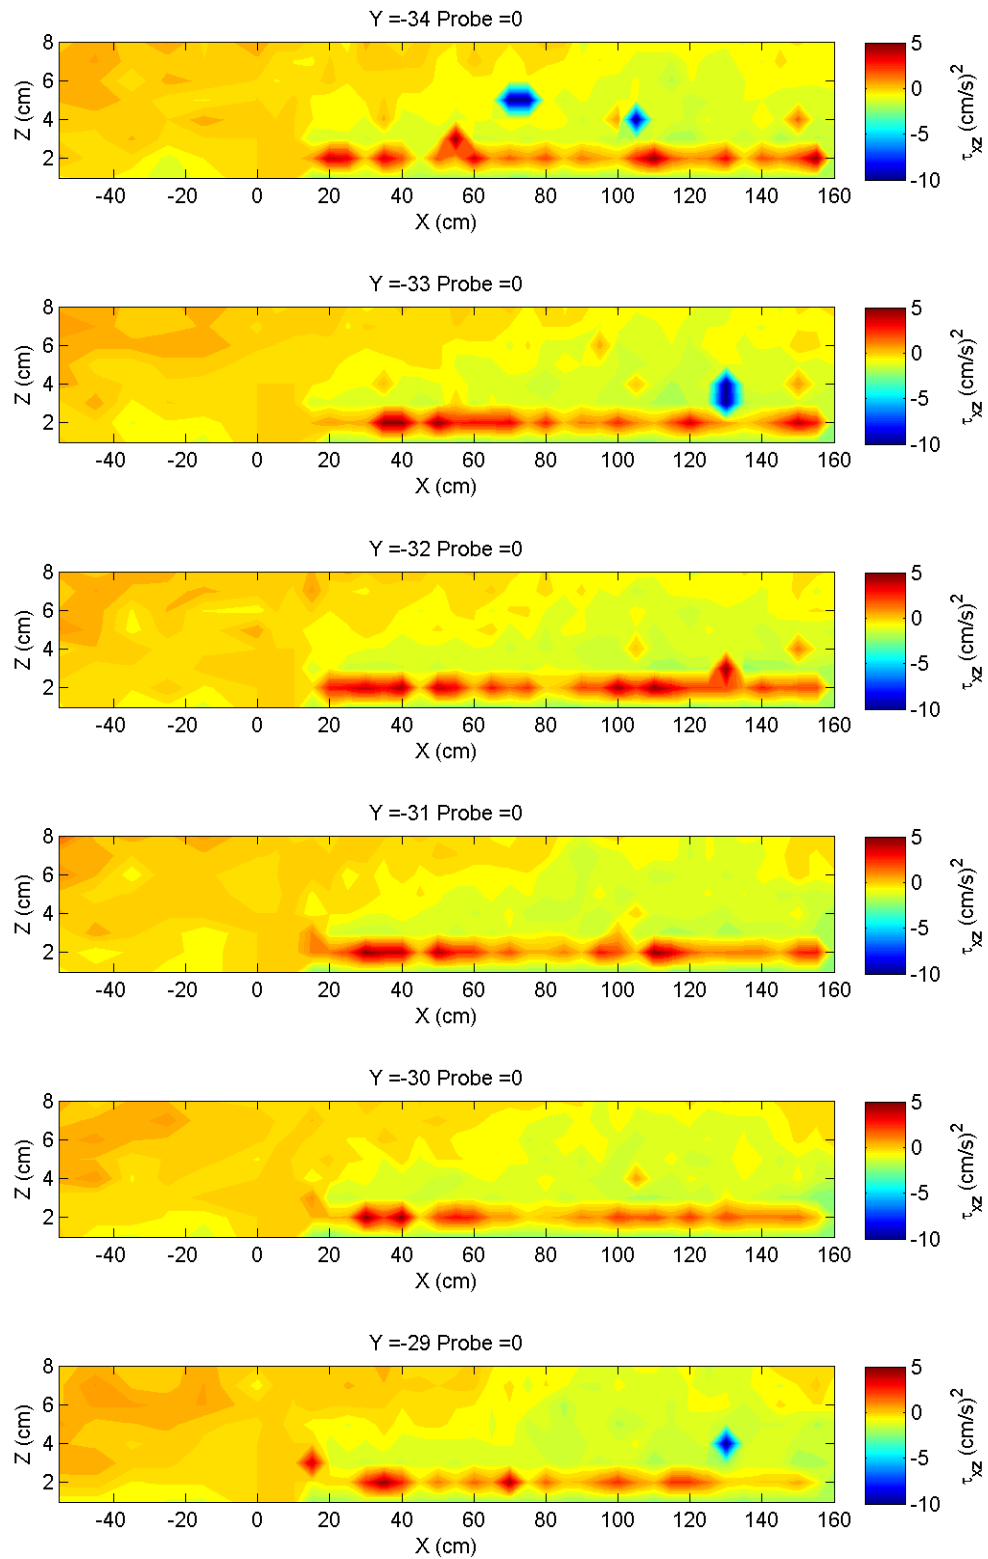 Y =-34 Probe =0
8
6
4
2
Z (cm)
-40 -20 0 20 40 60 80 100 120 140 160
X (cm)
5
0
-5
-10
τxz (cm/s)²
Y =-33 Probe =0
8
6
4
2
Z (cm)
-40 -20 0 20 40 60 80 100 120 140 160
X (cm)
5
0
-5
-10
τxz (cm/s)²
Y =-32 Probe =0
8
6
4
2
Z (cm)
-40 -20 0 20 40 60 80 100 120 140 160
X (cm)
5
0
-5
-10
τxz (cm/s)²
Y =-31 Probe =0
8
6
4
2
Z (cm)
-40 -20 0 20 40 60 80 100 120 140 160
X (cm)
5
0
-5
-10
τxz (cm/s)²
Y =-30 Probe =0
8
6
4
2
Z (cm)
-40 -20 0 20 40 60 80 100 120 140 160
X (cm)
5
0
-5
-10
τxz (cm/s)²
Y =-29 Probe =0
8
6
4
2
Z (cm)
-40 -20 0 20 40 60 80 100 120 140 160
X (cm)
5
0
-5
-10
τxz (cm/s)²